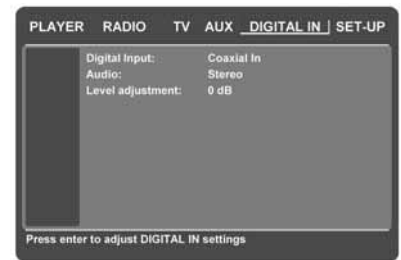 PLAYER RADIO TV AUX DIGITAL IN SET-UP
Digital Input: Coaxial In
Audio: Stereo
Level adjustment: 0 dB
Press enter to adjust DIGITAL IN settings